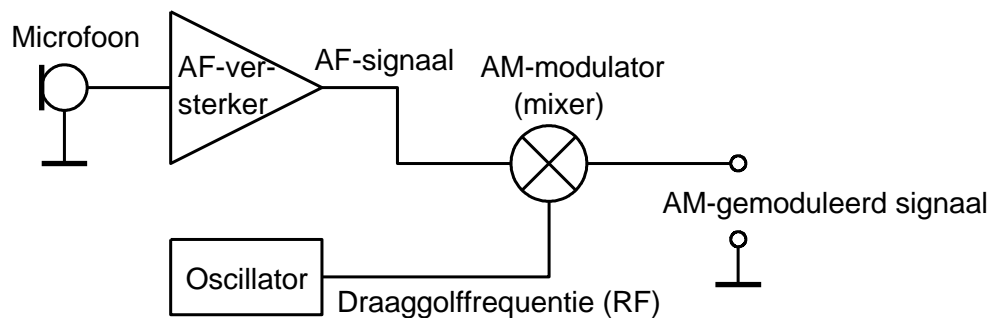 Microfoon
AF-ver-
sterker
AF-signaal
AM-modulator
(mixer)
AM-gemoduleerd signaal
Oscillator
Draaggolffrequentie (RF)